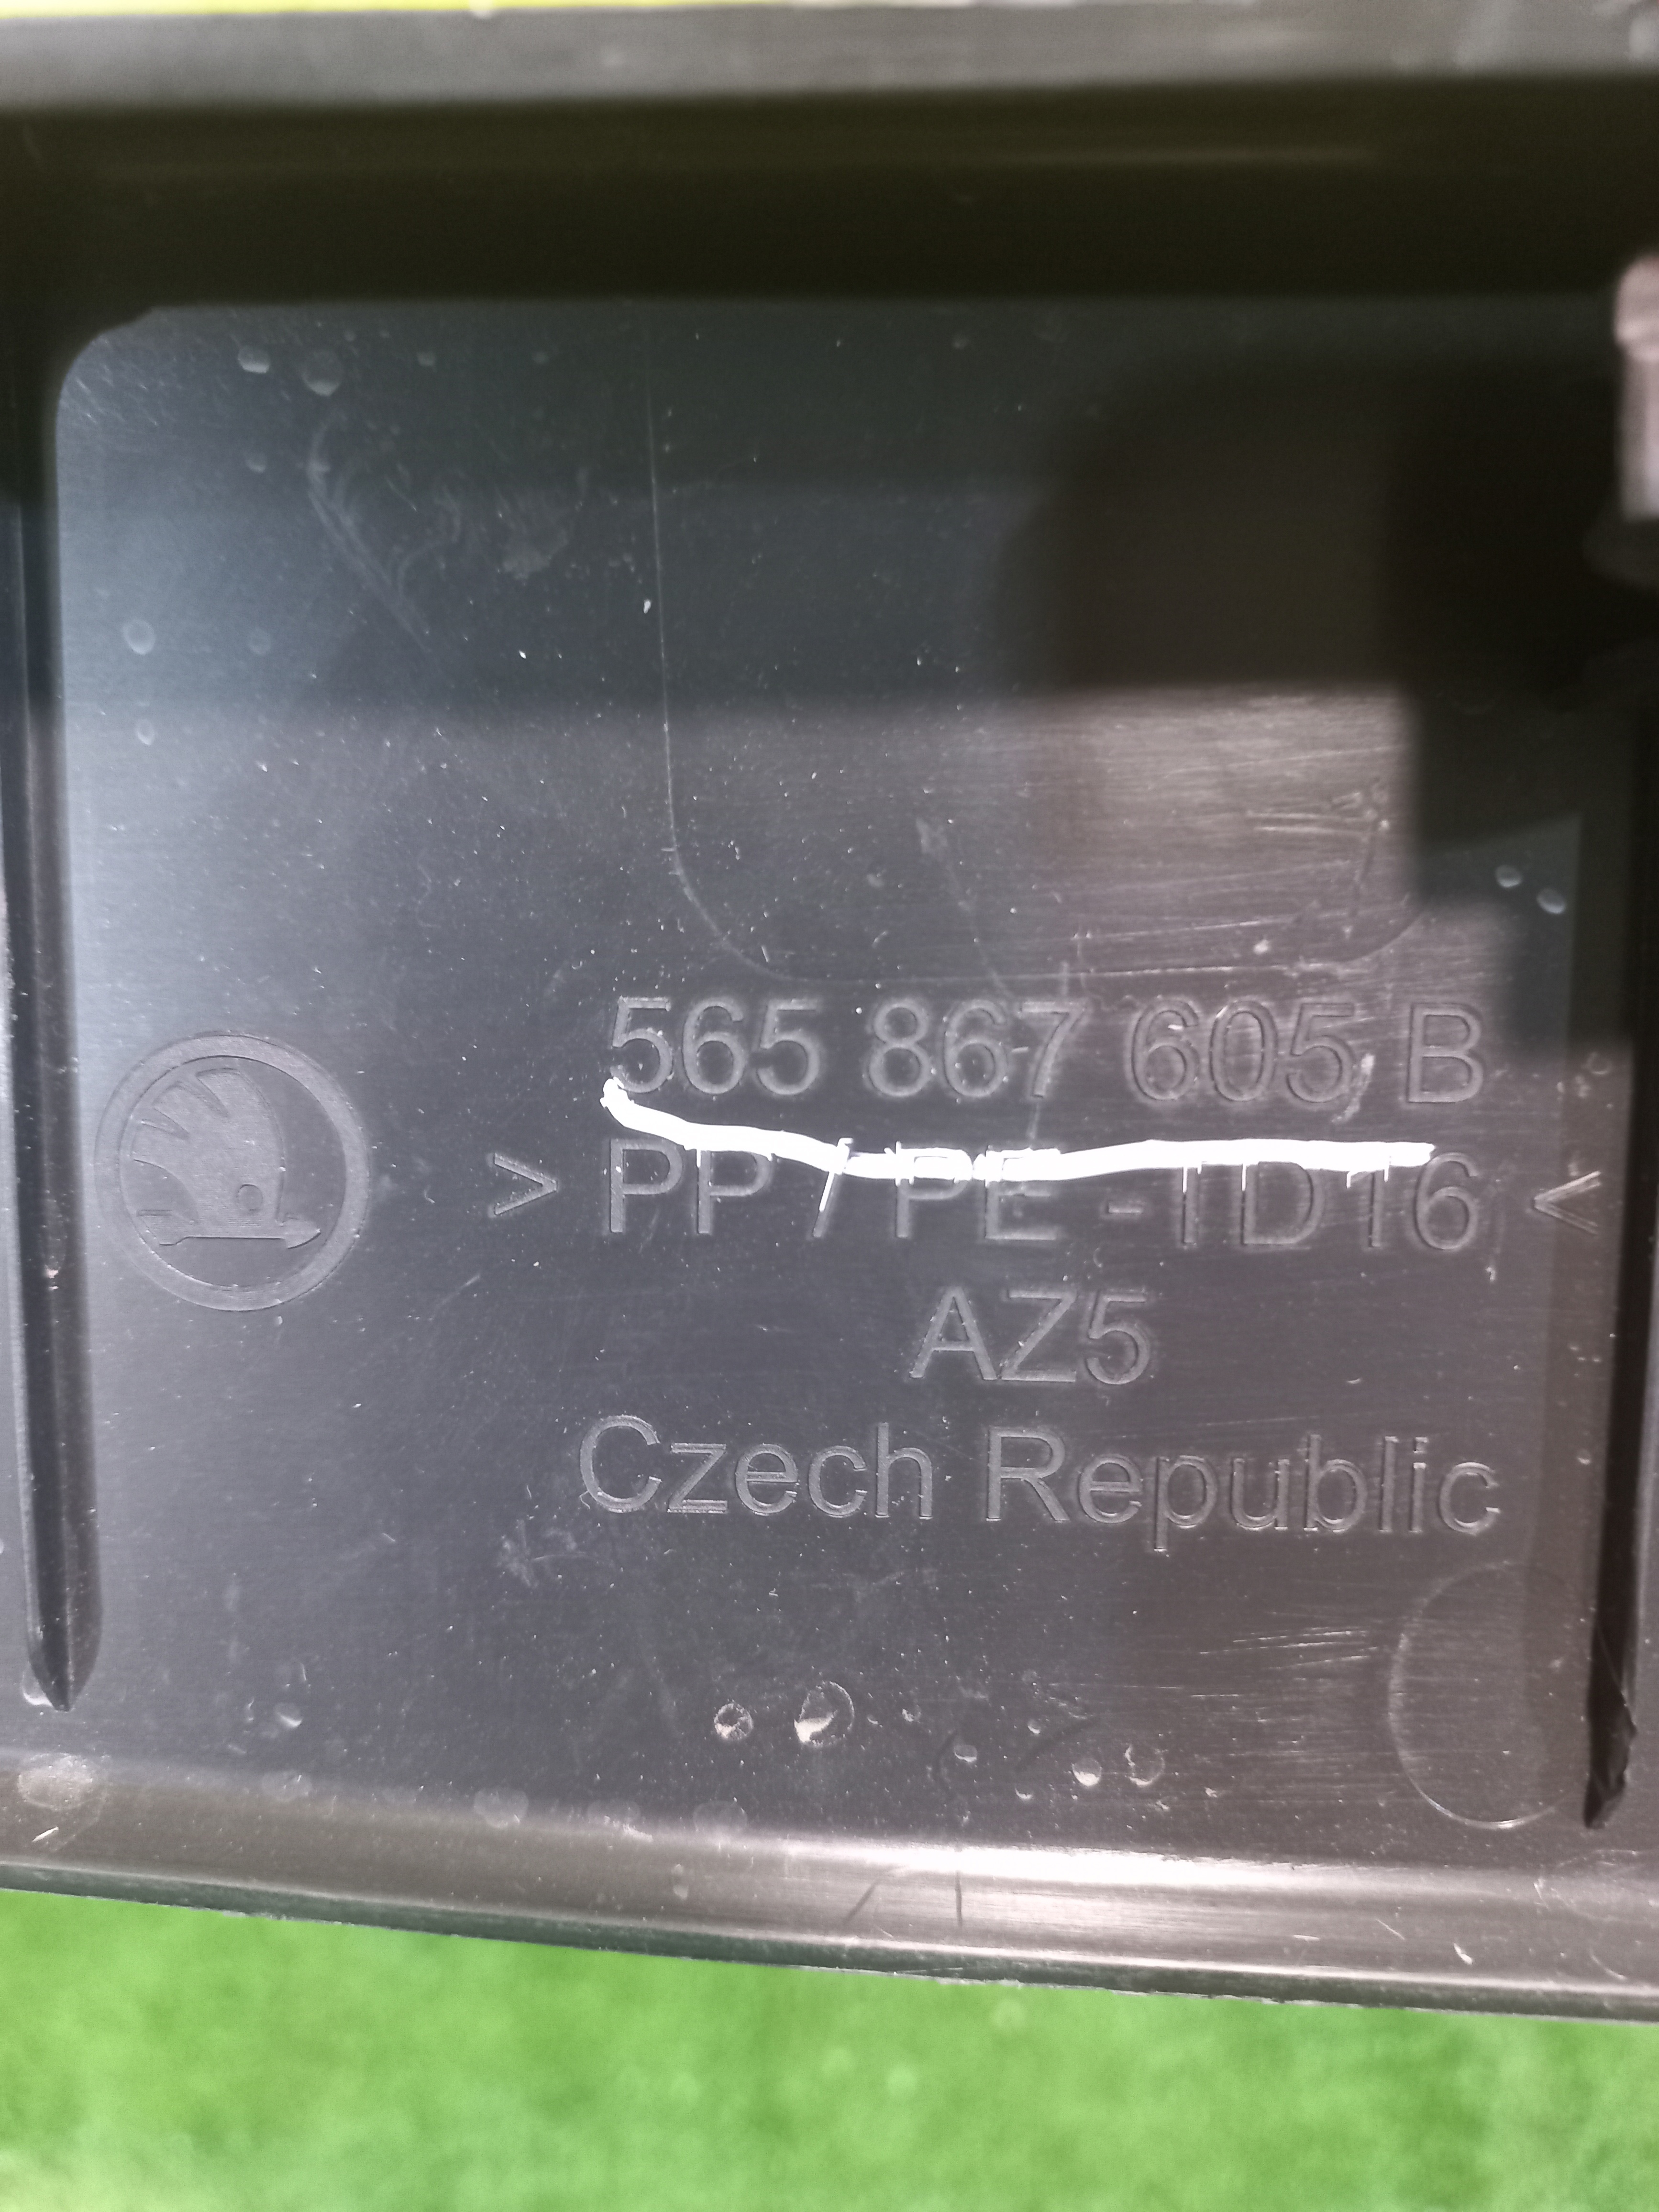 565 867 605 B
> PP / PE - TD16 <
AZ5
Czech Republic